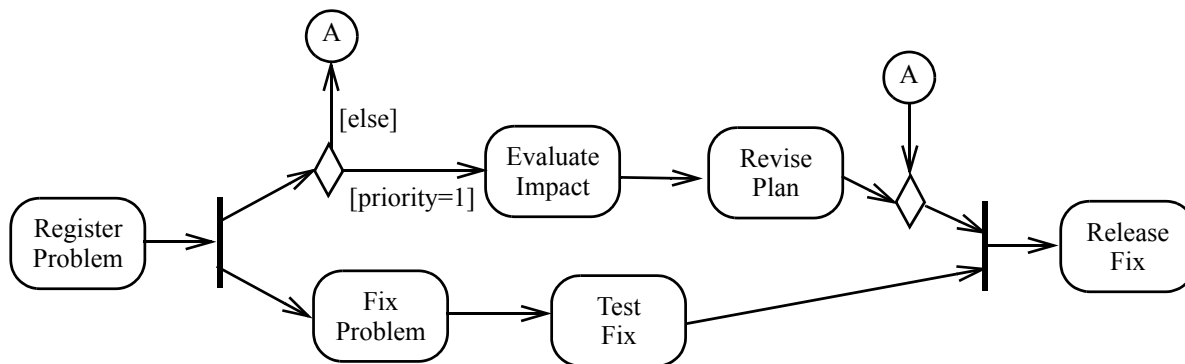 A
A
[else]
Evaluate
Impact
Revise
Plan
[priority=1]
Register
Problem
Release
Fix
Fix
Problem
Test
Fix